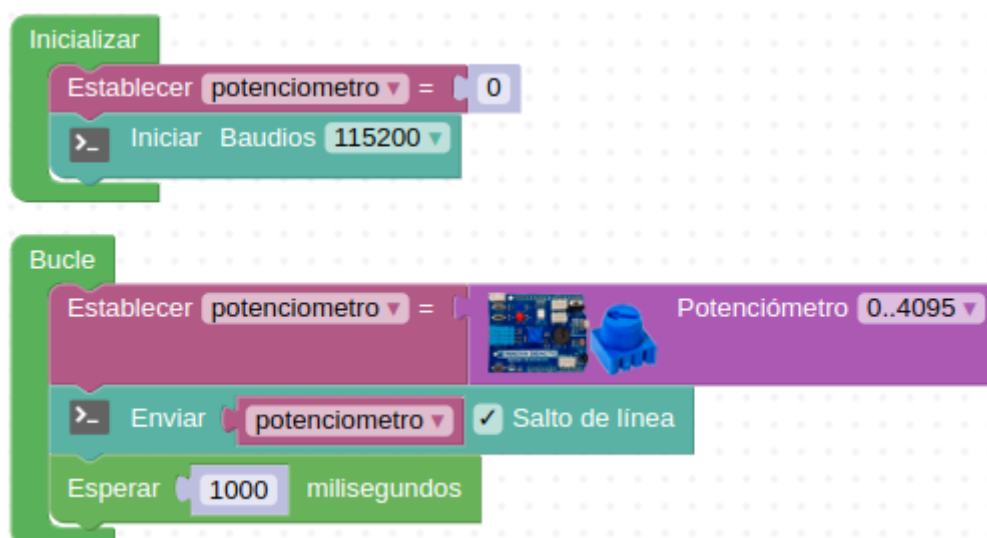 Inicializar
Establecer potenciometro = 0
>_ Iniciar Baudios 115200
Bucle
Establecer potenciometro = Potenciómetro 0..4095
>_ Enviar potenciometro ✓ Salto de línea
Esperar 1000 milisegundos